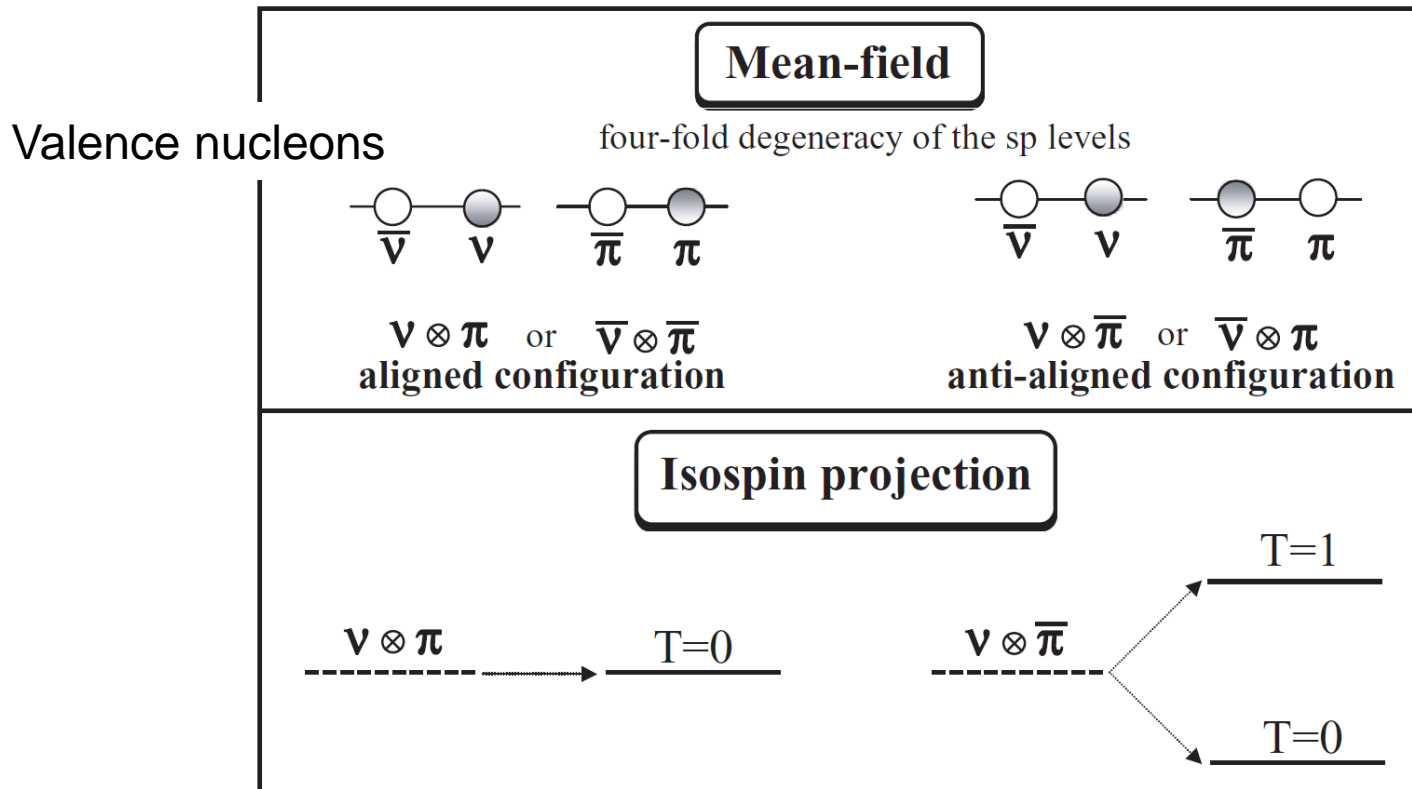 Mean-field
Valence nucleons
four-fold degeneracy of the sp levels
ν̅ ν π̅ π ν̅ ν π̅ π
ν ⊗ π or ν̅ ⊗ π̅ ν ⊗ π̅ or ν̅ ⊗ π
aligned configuration anti-aligned configuration
Isospin projection
T=1
ν ⊗ π T=0 ν ⊗ π̅
T=0